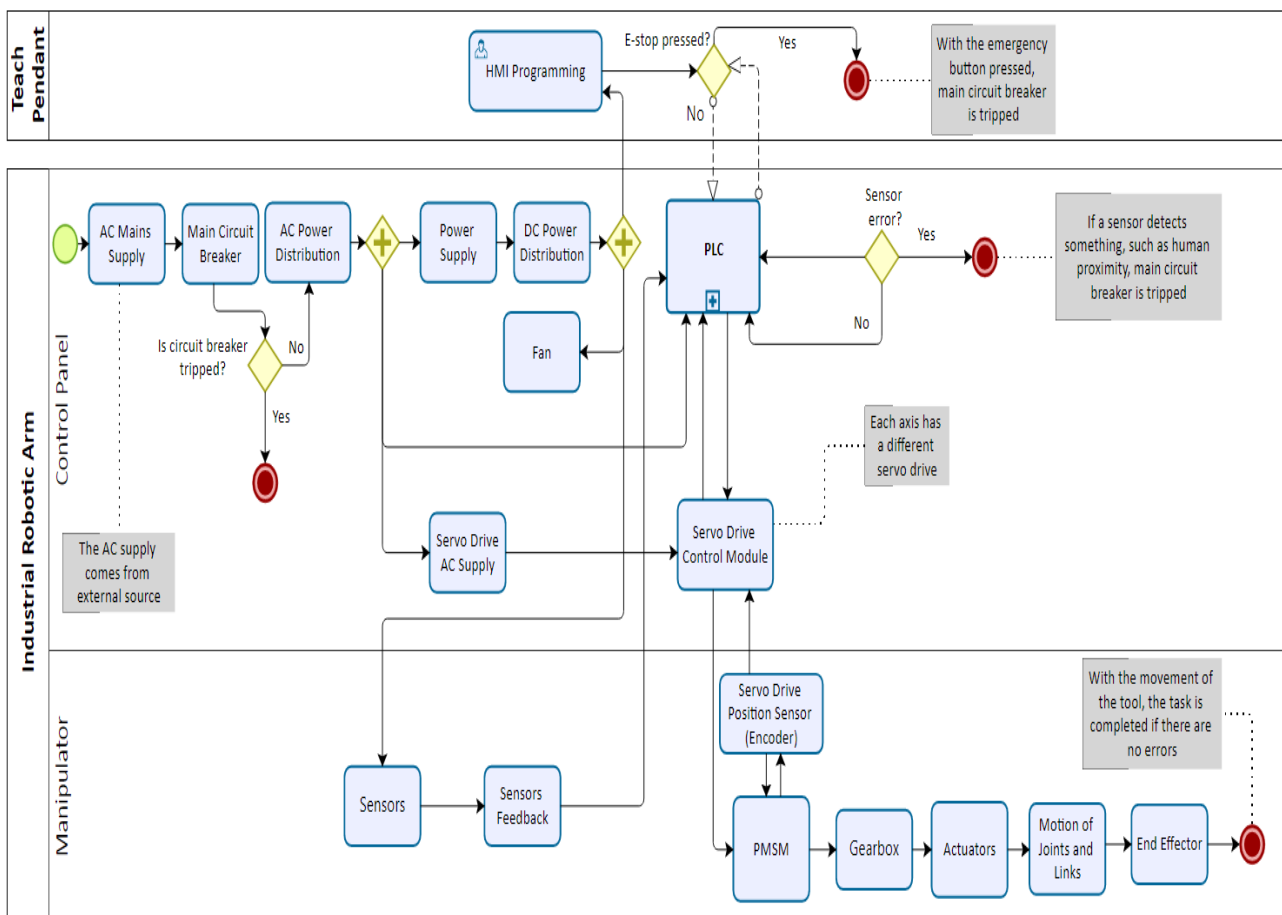 Teach
Pendant
HMI Programming
E-stop pressed?
Yes
No
With the emergency
button pressed,
main circuit breaker
is tripped
Industrial Robotic Arm
Control Panel
AC Mains
Supply
Main Circuit
Breaker
AC Power
Distribution
Power
Supply
DC Power
Distribution
PLC
Sensor
error?
Yes
No
If a sensor detects
something, such as human
proximity, main circuit
breaker is tripped
Is circuit breaker
tripped?
No
Yes
Fan
Each axis has
a different
servo drive
The AC supply
comes from
external source
Servo Drive
AC Supply
Servo Drive
Control Module
Manipulator
Servo Drive
Position Sensor
(Encoder)
With the movement of
the tool, the task is
completed if there are
no errors
Sensors
Sensors
Feedback
PMSM
Gearbox
Actuators
Motion of
Joints and
Links
End Effector